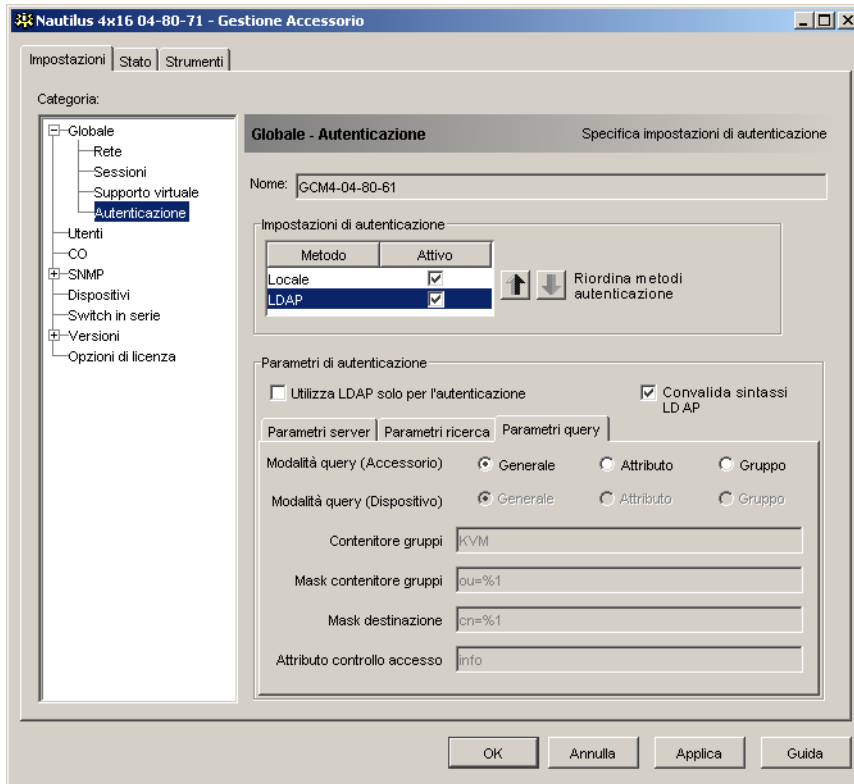 Nautilus 4x16 04-80-71 - Gestione Accessorio
Impostazioni Stato Strumenti
Categoria:
Globale
Rete
Sessioni
Supporto virtuale
Autenticazione
Utenti
CO
SNMP
Dispositivi
Switch in serie
Versioni
Opzioni di licenza
Globale - Autenticazione Specifica impostazioni di autenticazione
Nome: GCM4-04-80-61
Impostazioni di autenticazione
Metodo Attivo
Locale
LDAP
Riordina metodi
autenticazione
Parametri di autenticazione
Utilizza LDAP solo per l'autenticazione
Convalida sintassi
LDAP
Parametri server Parametri ricerca Parametri query
Modalità query (Accessorio) Generale Attributo Gruppo
Modalità query (Dispositivo) Generale Attributo Gruppo
Contenitore gruppi KVM
Mask contenitore gruppi ou=%1
Mask destinazione cn=%1
Attributo controllo accesso info
OK Annulla Applica Guida